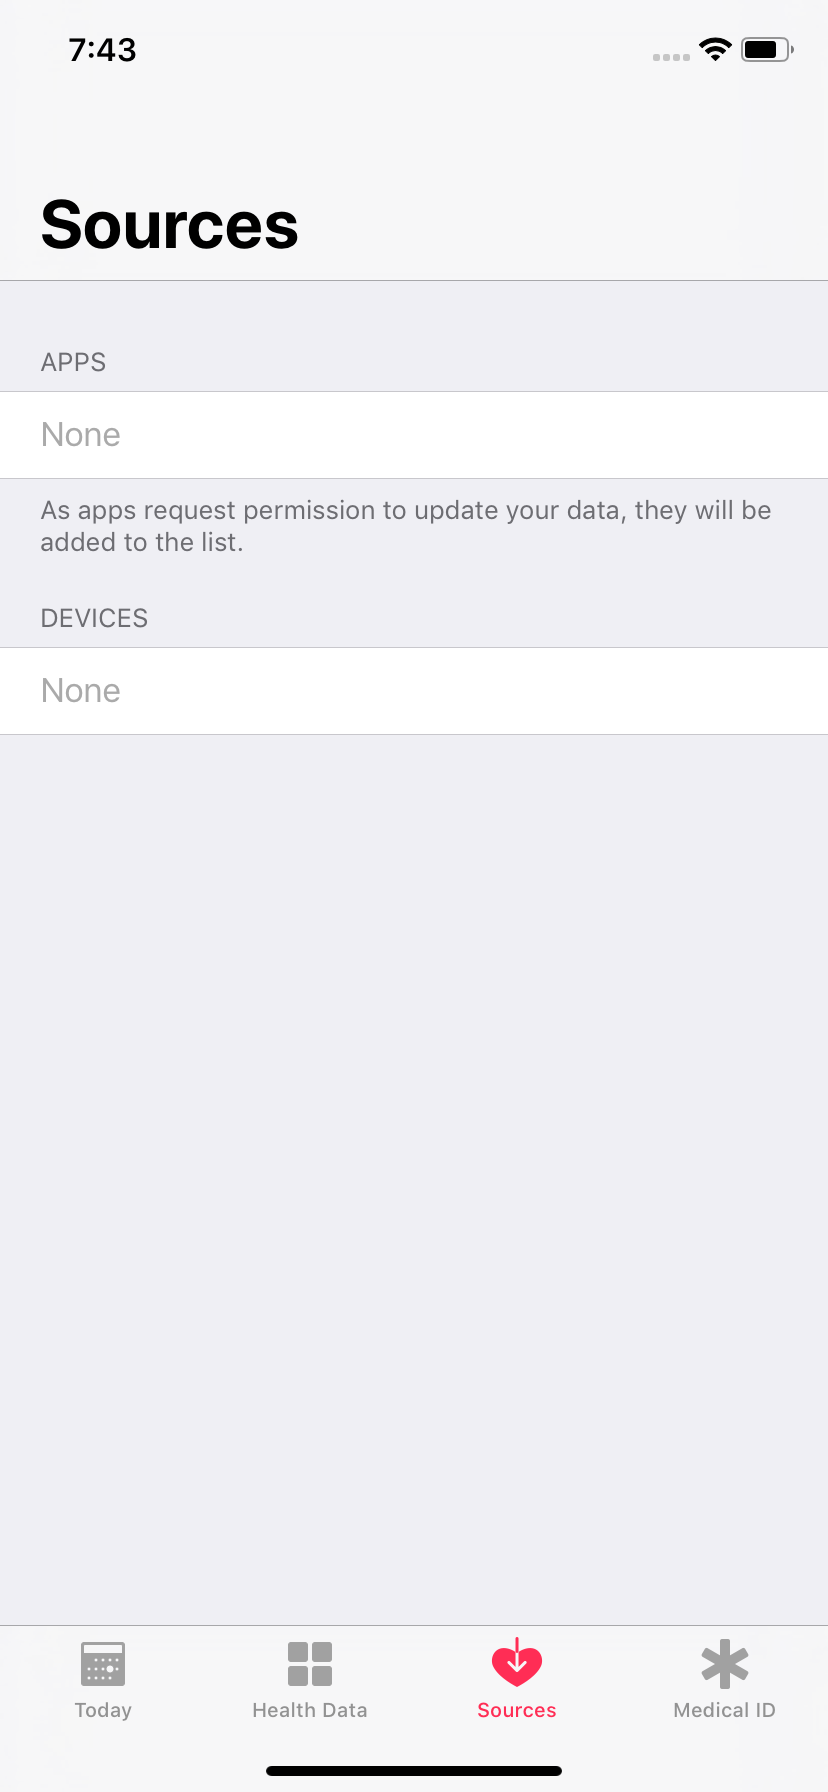 7:43
Sources
APPS
None
As apps request permission to update your data, they will be
added to the list.
DEVICES
None
Today
Health Data
Sources
Medical ID